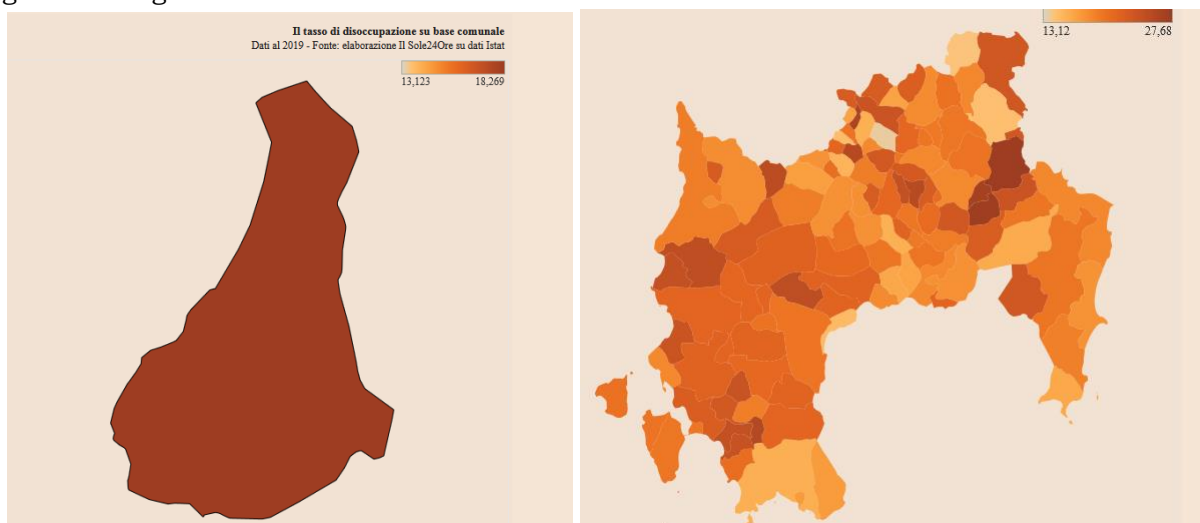 Il tasso di disoccupazione su base comunale
Dati al 2019 - Fonte: elaborazione Il Sole24Ore su dati Istat
13,123 18,269
13,12 27,68